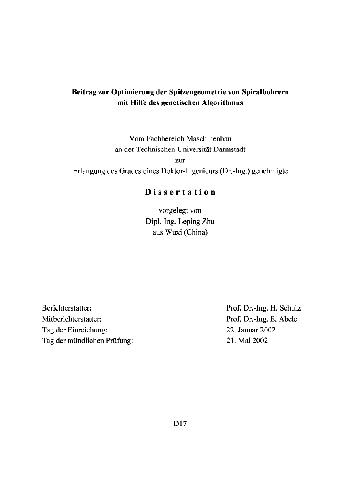 Beitrag zur Optimierung der Spitzengeometrie von Spiralbohrern
mit Hilfe des genetischen Algorithmus
Vom Fachbereich Maschinenbau
an der Technischen Universität Darmstadt
zur
Erlangung des Grades eines Doktor-Ingenieurs (Dr.-Ing.) genehmigte
Dissertation
vorgelegt von
Dipl.-Ing. Leping Zhu
aus Wuxi (China)
Berichterstatter: Prof. Dr.-Ing. H. Schulz
Mitberichterstatter: Prof. Dr.-Ing. E. Abele
Tag der Einreichung: 22. Januar 2002
Tag der mündlichen Prüfung: 21. Mai 2002
D17